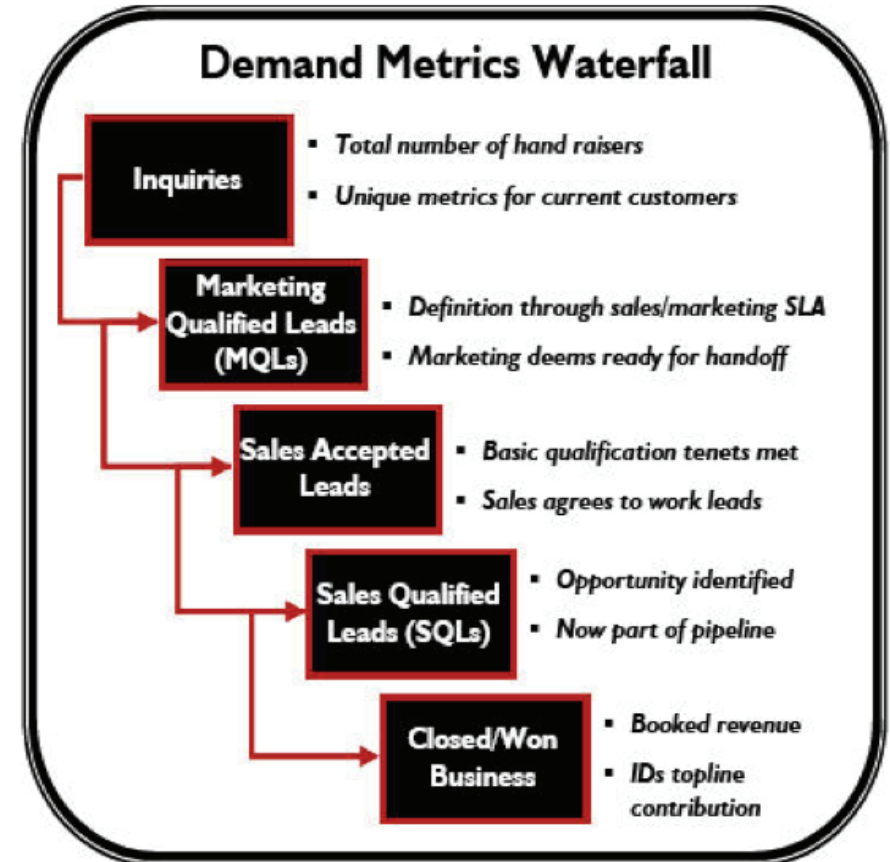 Demand Metrics Waterfall
Inquiries
▪ Total number of hand raisers
▪ Unique metrics for current customers
Marketing
Qualified Leads
(MQLs)
▪ Definition through sales/marketing SLA
▪ Marketing deems ready for handoff
Sales Accepted
Leads
▪ Basic qualification tenets met
▪ Sales agrees to work leads
Sales Qualified
Leads (SQLs)
▪ Opportunity identified
▪ Now part of pipeline
Closed/Won
Business
▪ Booked revenue
▪ IDs topline
contribution